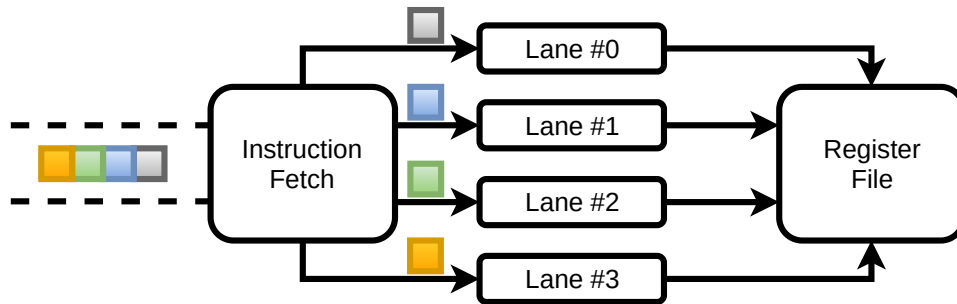 Lane #0
Lane #1
Instruction
Fetch
Register
File
Lane #2
Lane #3